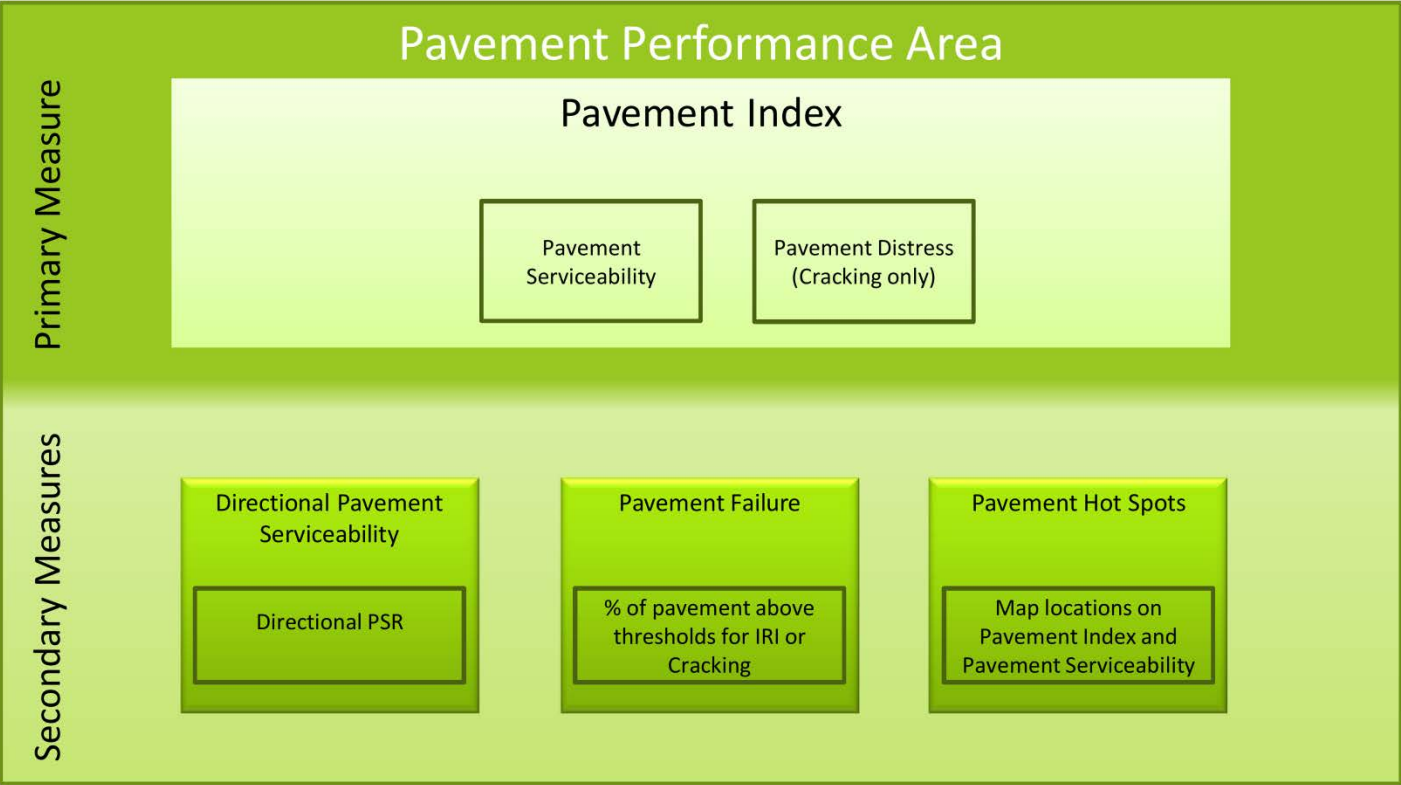 Pavement Performance Area
Primary Measure
Pavement Index
Pavement
Serviceability
Pavement Distress
(Cracking only)
Secondary Measures
Directional Pavement
Serviceability
Directional PSR
Pavement Failure
% of pavement above
thresholds for IRI or
Cracking
Pavement Hot Spots
Map locations on
Pavement Index and
Pavement Serviceability